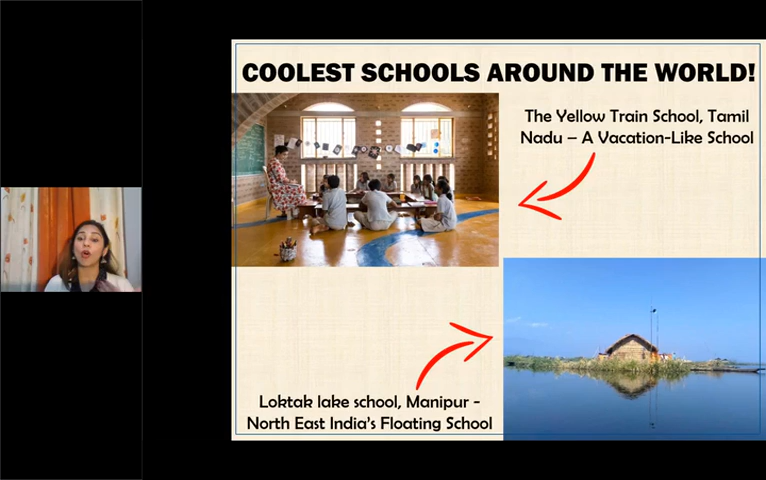 COOLEST SCHOOLS AROUND THE WORLD!
The Yellow Train School, Tamil
Nadu – A Vacation-Like School
Loktak lake school, Manipur -
North East India's Floating School